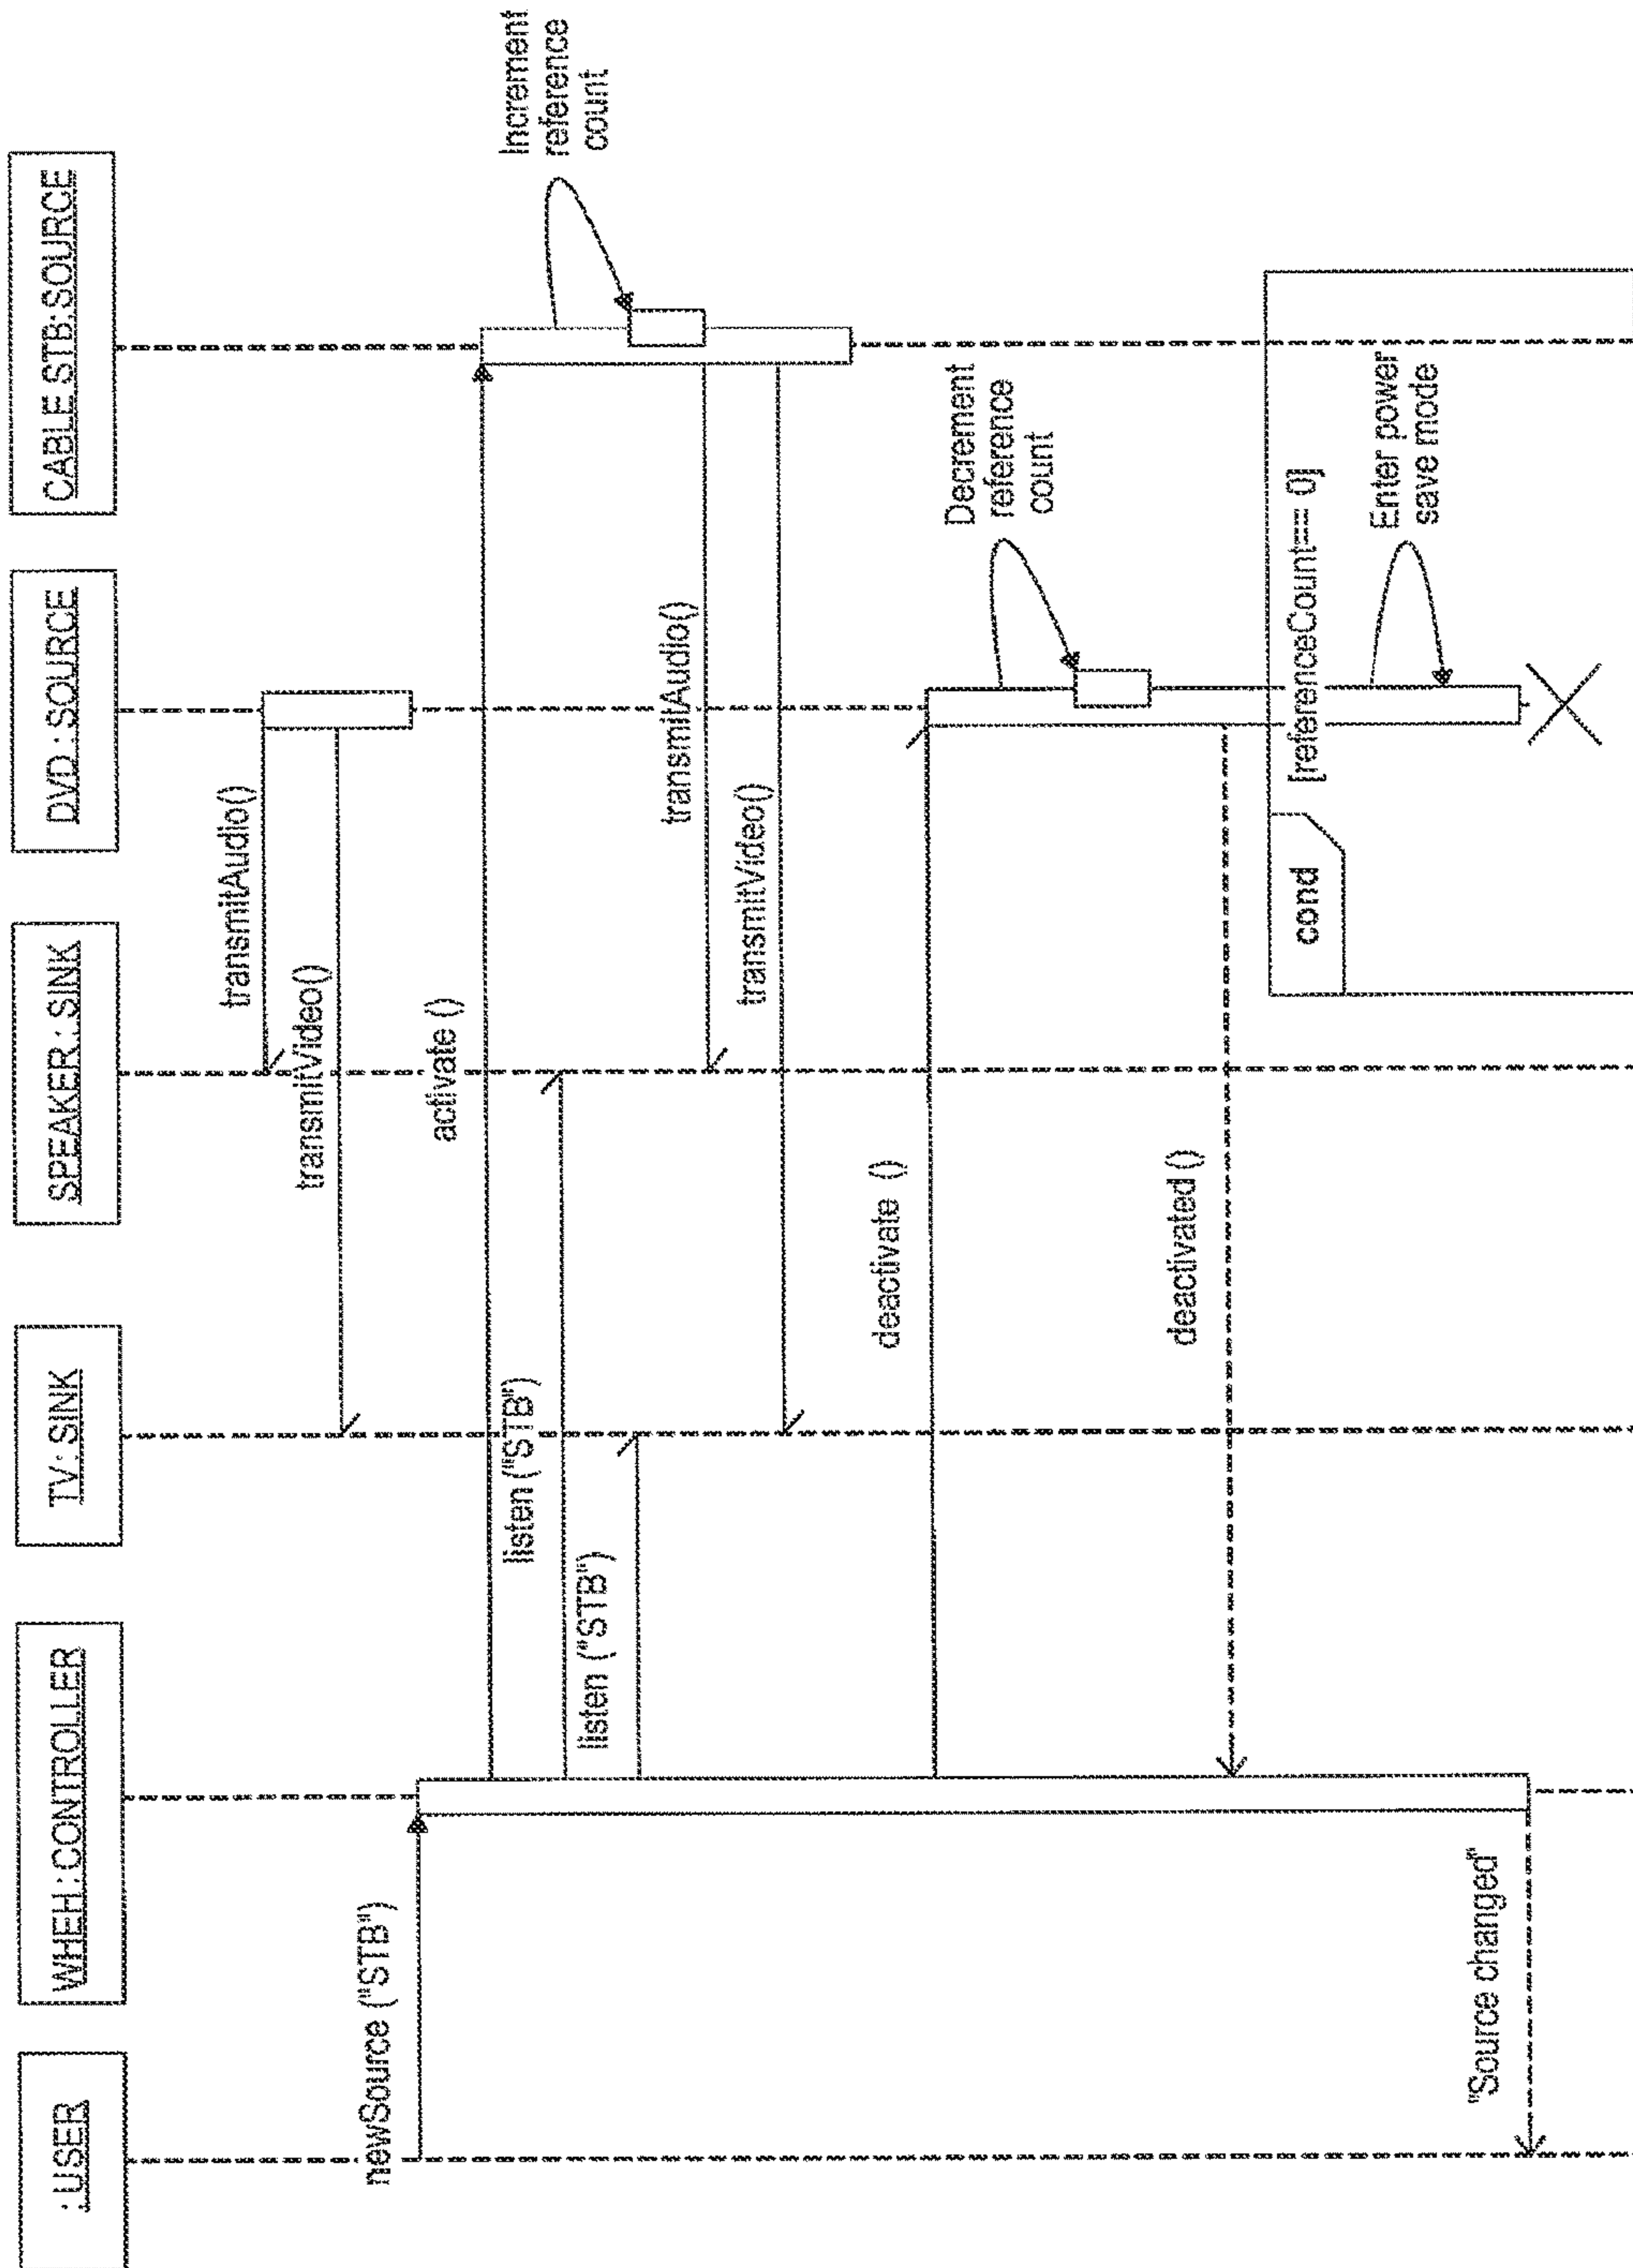 :USER
WHEH::CONTROLLER
TV::SINK
SPEAKER::SINK
DVD::SOURCE
CABLE STB::SOURCE
transmitAudio()
transmitVideo()
newSource ("STB")
activate ()
listen ("STB")
Increment
reference
count
listen ("STB")
transmitAudio()
transmitVideo()
deactivate ()
Decrement
reference
count
deactivated ()
cond
[referenceCount== 0]
Enter power
save mode
"Source changed"